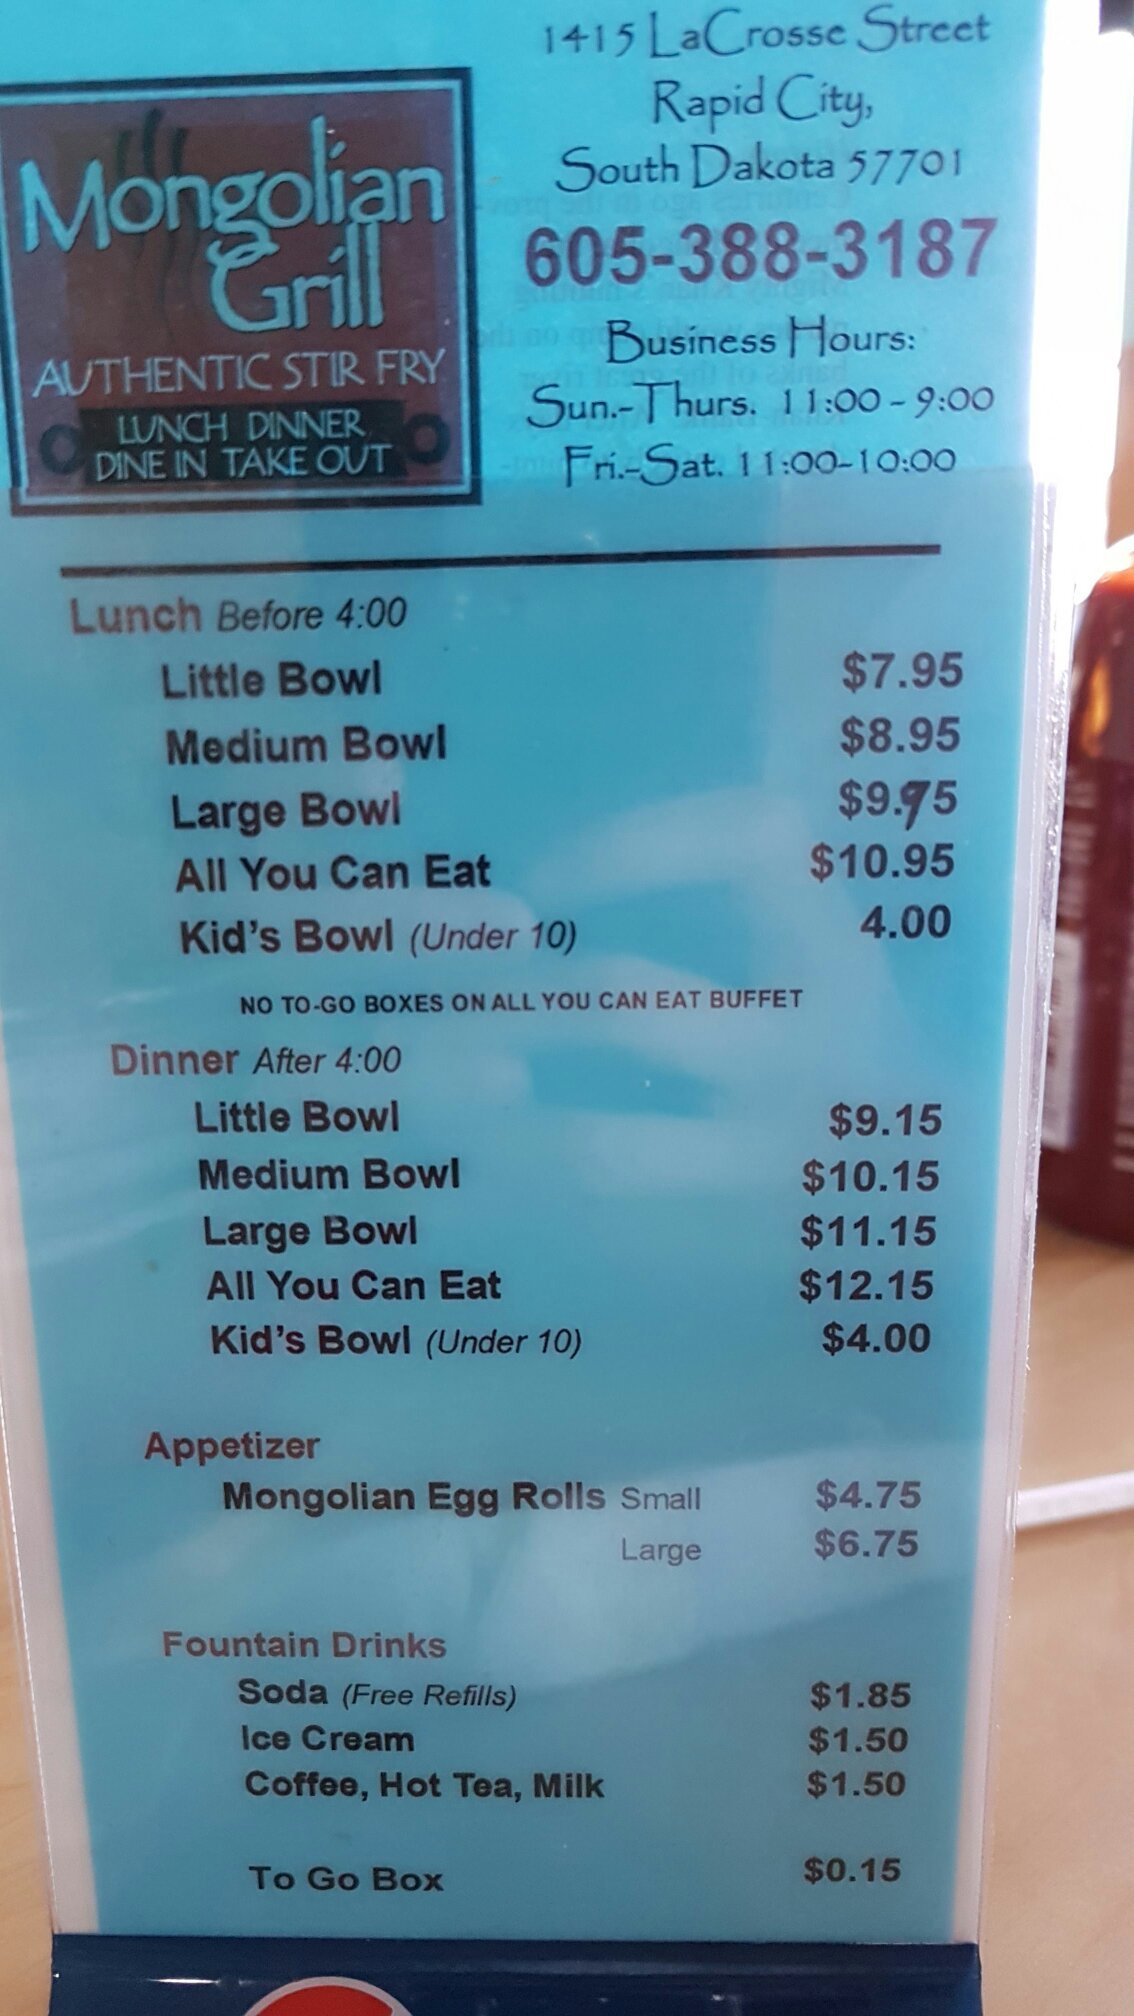 1415 LaCrosse Street
Rapid City,
South Dakota 57701
605-388-3187
Business Hours:
Sun.-Thurs. 11:00 - 9:00
Fri.-Sat. 11:00-10:00
Mongolian
Grill
AUTHENTIC STIR FRY
LUNCH DINNER
DINE IN TAKE OUT
Lunch Before 4:00
Little Bowl $7.95
Medium Bowl $8.95
Large Bowl $9.95
All You Can Eat $10.95
Kid's Bowl (Under 10) 4.00
NO TO-GO BOXES ON ALL YOU CAN EAT BUFFET
Dinner After 4:00
Little Bowl $9.15
Medium Bowl $10.15
Large Bowl $11.15
All You Can Eat $12.15
Kid's Bowl (Under 10) $4.00
Appetizer
Mongolian Egg Rolls Small $4.75
Large $6.75
Fountain Drinks
Soda (Free Refills) $1.85
Ice Cream $1.50
Coffee, Hot Tea, Milk $1.50
To Go Box $0.15